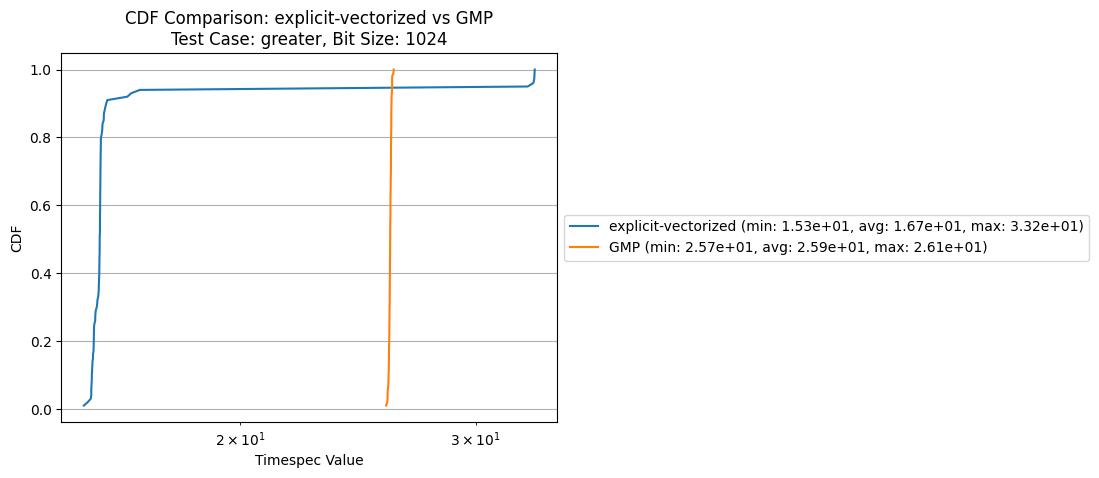 CDF Comparison: explicit-vectorized vs GMP
Test Case: greater, Bit Size: 1024
1.0
0.8
0.6
0.4
0.2
0.0
CDF
2 × 10¹
3 × 10¹
Timespec Value
explicit-vectorized (min: 1.53e+01, avg: 1.67e+01, max: 3.32e+01)
GMP (min: 2.57e+01, avg: 2.59e+01, max: 2.61e+01)